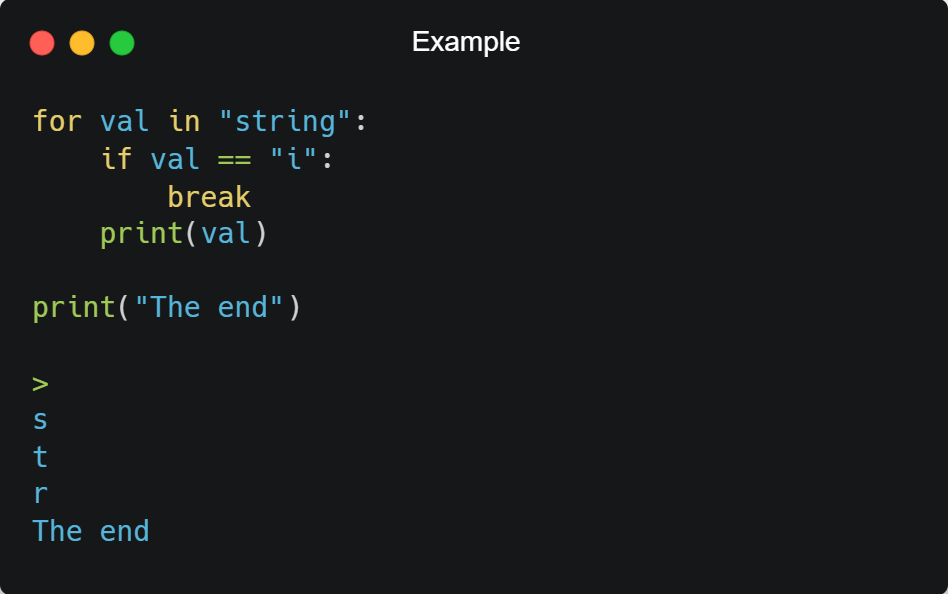 Example
for val in "string":
    if val == "i":
        break
    print(val)

print("The end")

>
s
t
r
The end